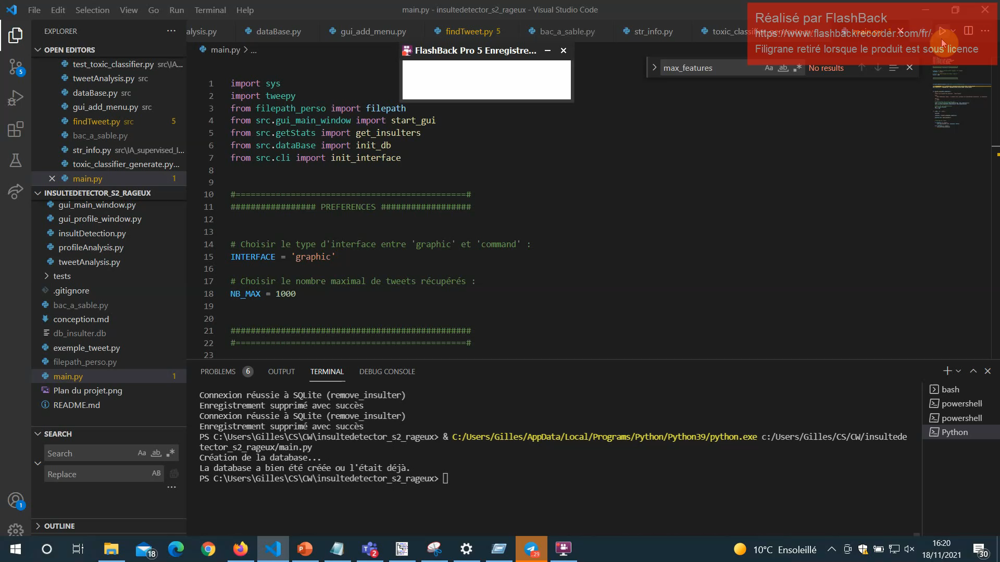 File Edit Selection View Go Run Terminal Help
main.py - insultedetector_s2_rageux - Visual Studio Code
Réalisé par FlashBack
https://www.flashbackrecorder.com/fr/
Filigrane retiré lorsque le produit est sous licence
EXPLORER
alysis.py dataBase.py gui_add_menu.py findTweet.py 5 bac_a_sable.py str_info.py toxic_classifier_generate.py main.py 1
OPEN EDITORS
test_toxic_classifier.py src\IA...
tweetAnalysis.py src
dataBase.py src
gui_add_menu.py src
findTweet.py src 5
bac_a_sable.py
str_info.py src\IA_supervised_l...
toxic_classifier_generate.py...
main.py 1
INSULTEDETECTOR_S2_RAGEUX
gui_main_window.py
gui_profile_window.py
insultDetection.py
profileAnalysis.py
tweetAnalysis.py
tests
.gitignore
bac_a_sable.py
conception.md
db_insulter.db
exemple_tweet.py
filepath_perso.py
main.py 1
Plan du projet.png
README.md
SEARCH
Search Aa ab
Replace AB
...
OUTLINE
5
1
main.py > ...
FlashBack Pro 5 Enregistre...
max_features Aa ab No results
1 import sys
2 import tweepy
3 from filepath_perso import filepath
4 from src.gui_main_window import start_gui
5 from src.getStats import get_insulters
6 from src.dataBase import init_db
7 from src.cli import init_interface
8
9
10 #==============================================#
11 ################# PREFERENCES ##################
12
13
14 # Choisir le type d'interface entre 'graphic' et 'command' :
15 INTERFACE = 'graphic'
16
17 # Choisir le nombre maximal de tweets récupérés :
18 NB_MAX = 1000
19
20
21 ################################################
22 #==============================================#
23
PROBLEMS 6 OUTPUT TERMINAL DEBUG CONSOLE
Connexion réussie à SQLite (remove_insulter)
Enregistrement supprimé avec succès
Connexion réussie à SQLite (remove_insulter)
Enregistrement supprimé avec succès
PS C:\Users\Gilles\CS\CW\insultedetector_s2_rageux> & C:/Users/Gilles/AppData/Local/Programs/Python/Python39/python.exe c:/Users/Gilles/CS/CW/insultede
tector_s2_rageux/main.py
Création de la database...
La database a bien été créée ou l'était déjà.
PS C:\Users\Gilles\CS\CW\insultedetector_s2_rageux>
bash
powershell
powershell
Python
18
2
..29
10°C Ensoleillé
16:20
18/11/2021
30